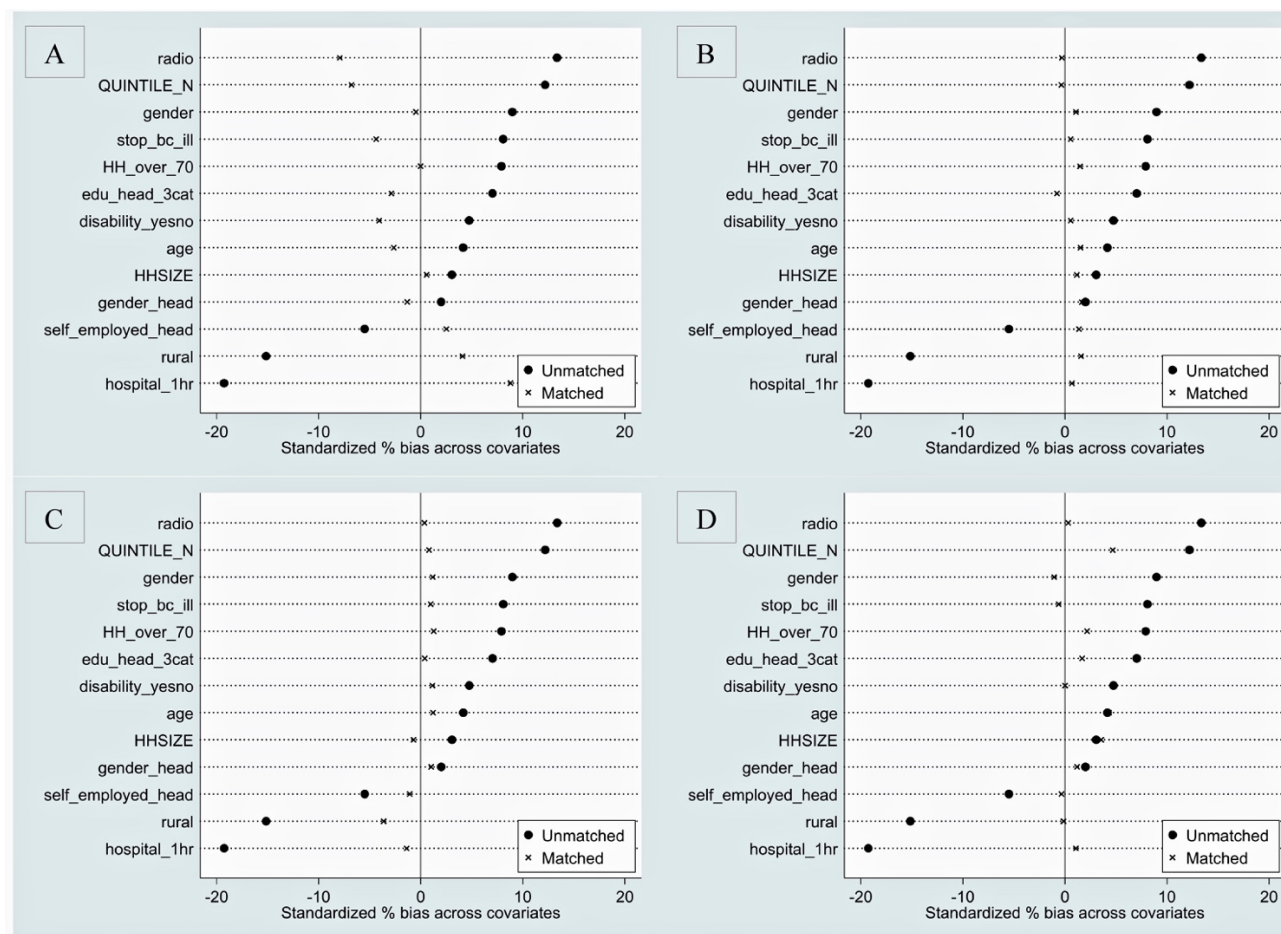 A
radio
QUINTILE_N
gender
stop_bc_ill
HH_over_70
edu_head_3cat
disability_yesno
age
HHSIZE
gender_head
self_employed_head
rural
hospital_1hr
Unmatched
Matched
-20 -10 0 10 20
Standardized % bias across covariates
B
radio
QUINTILE_N
gender
stop_bc_ill
HH_over_70
edu_head_3cat
disability_yesno
age
HHSIZE
gender_head
self_employed_head
rural
hospital_1hr
Unmatched
Matched
-20 -10 0 10 20
Standardized % bias across covariates
C
radio
QUINTILE_N
gender
stop_bc_ill
HH_over_70
edu_head_3cat
disability_yesno
age
HHSIZE
gender_head
self_employed_head
rural
hospital_1hr
Unmatched
Matched
-20 -10 0 10 20
Standardized % bias across covariates
D
radio
QUINTILE_N
gender
stop_bc_ill
HH_over_70
edu_head_3cat
disability_yesno
age
HHSIZE
gender_head
self_employed_head
rural
hospital_1hr
Unmatched
Matched
-20 -10 0 10 20
Standardized % bias across covariates